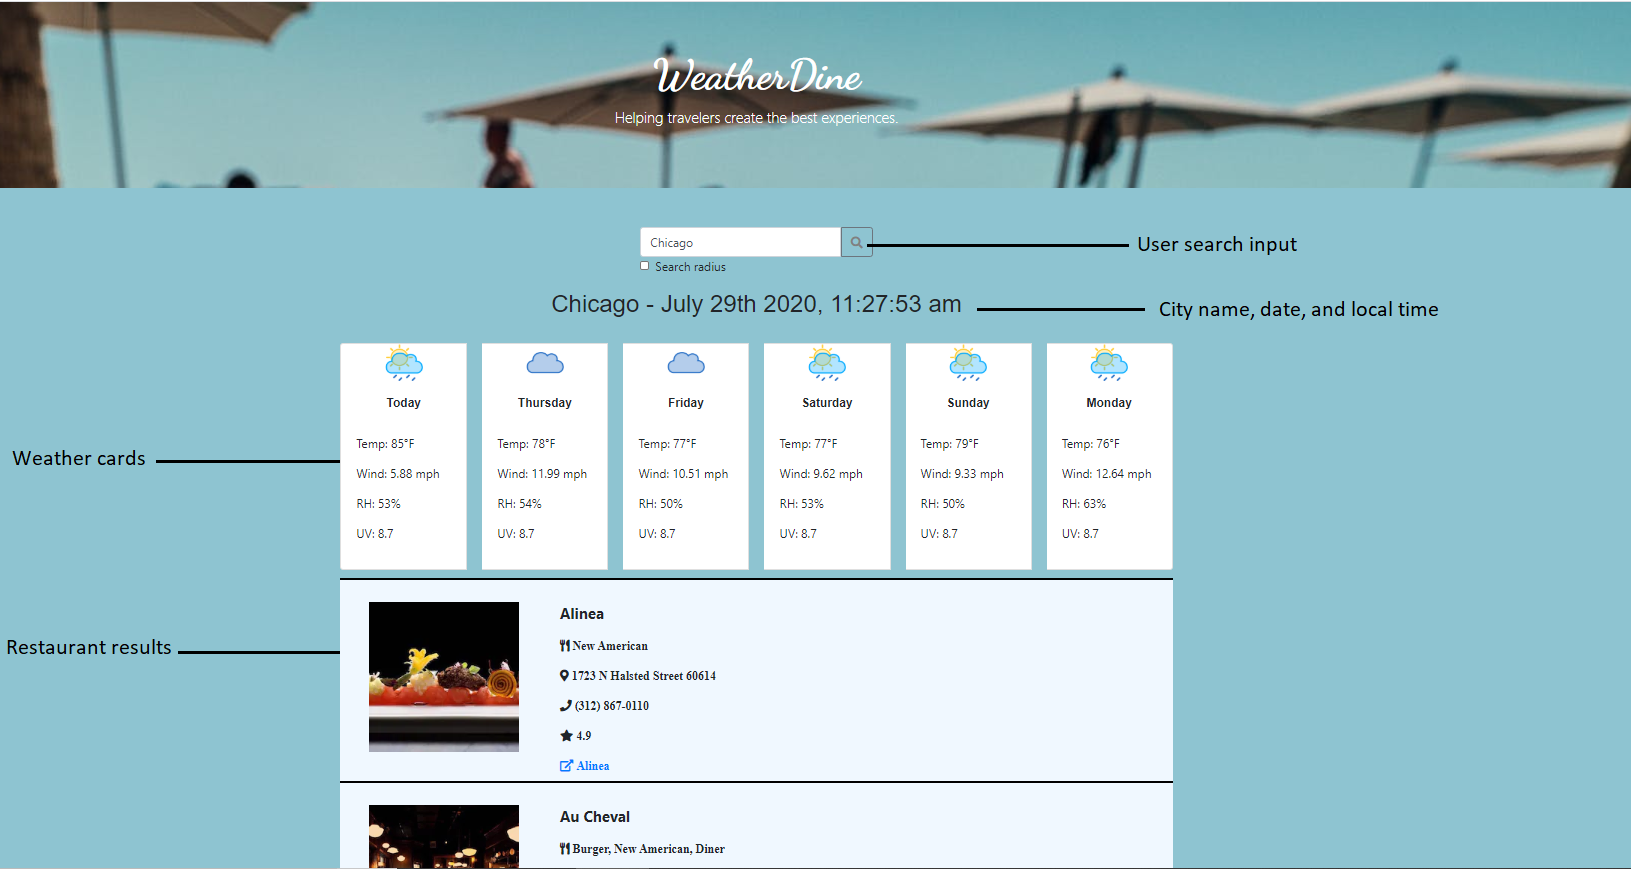 WeatherDine
Helping travelers create the best experiences.
Chicago
User search input
Search radius
Chicago - July 29th 2020, 11:27:53 am
City name, date, and local time
Today
Temp: 85°F
Wind: 5.88 mph
RH: 53%
UV: 8.7
Thursday
Temp: 78°F
Wind: 11.99 mph
RH: 54%
UV: 8.7
Friday
Temp: 77°F
Wind: 10.51 mph
RH: 50%
UV: 8.7
Saturday
Temp: 77°F
Wind: 9.62 mph
RH: 53%
UV: 8.7
Sunday
Temp: 79°F
Wind: 9.33 mph
RH: 50%
UV: 8.7
Monday
Temp: 76°F
Wind: 12.64 mph
RH: 63%
UV: 8.7
Weather cards
Restaurant results
Alinea
New American
1723 N Halsted Street 60614
(312) 867-0110
4.9
Alinea
Au Cheval
Burger, New American, Diner